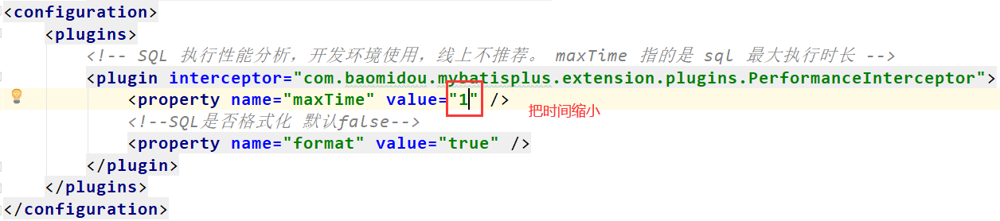 <configuration>
<plugins>
<!-- SQL 执行性能分析，开发环境使用，线上不推荐。 maxTime 指的是 sql 最大执行时长 -->
<plugin interceptor="com.baomidou.mybatisplus.extension.plugins.PerformanceInterceptor">
<property name="maxTime" value="1" />
把时间缩小
<!--SQL是否格式化 默认false-->
<property name="format" value="true" />
</plugin>
</plugins>
</configuration>